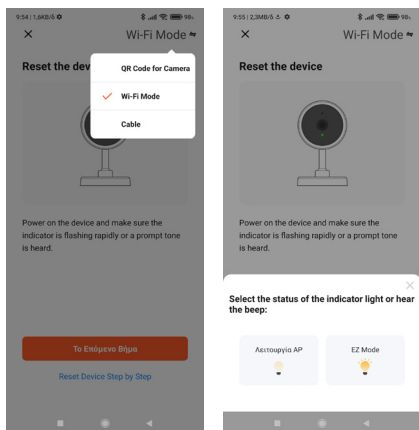 9:54 | 1,6KB/δ
98
Wi-Fi Mode
Reset the dev
QR Code for Camera
Wi-Fi Mode
Cable
Power on the device and make sure the
indicator is flashing rapidly or a prompt tone
is heard.
Το Επόμενο Βήμα
Reset Device Step by Step
9:55 | 2,3MB/δ
98
Wi-Fi Mode
Reset the device
Power on the device and make sure the
indicator is flashing rapidly or a prompt tone
is heard.
Select the status of the indicator light or hear
the beep:
Λειτουργία AP
EZ Mode